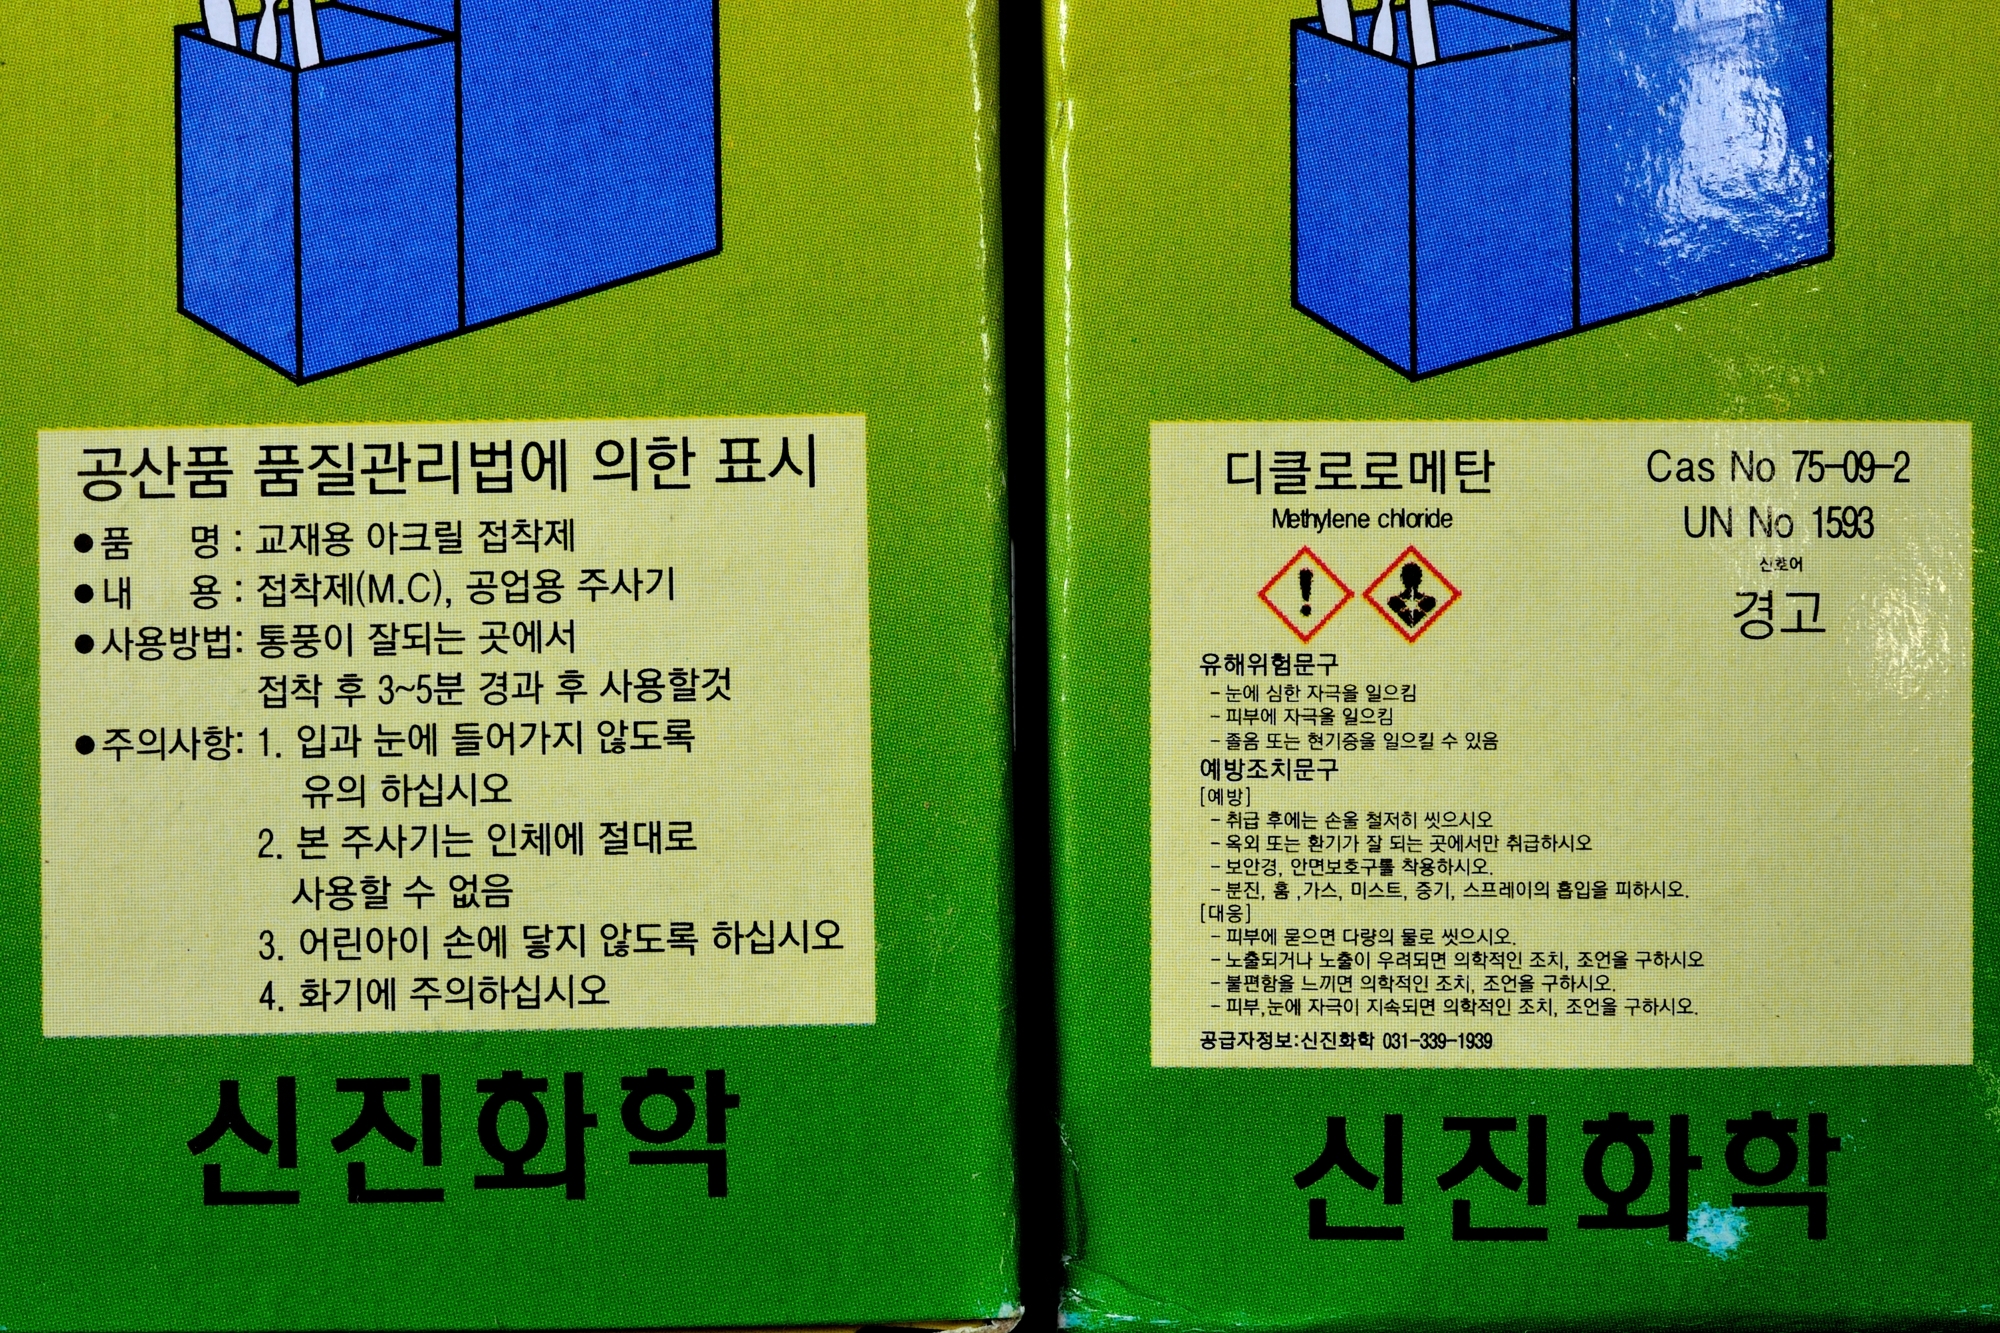 공산품 품질관리법에 의한 표시
●품 명 : 교재용 아크릴 접착제
●내 용 : 접착제(M.C), 공업용 주사기
●사용방법: 통풍이 잘되는 곳에서
접착 후 3~5분 경과 후 사용할것
●주의사항: 1. 입과 눈에 들어가지 않도록
유의 하십시오
2. 본 주사기는 인체에 절대로
사용할 수 없음
3. 어린아이 손에 닿지 않도록 하십시오
4. 화기에 주의하십시오
신진화학
디클로로메탄
Methylene chloride
Cas No 75-09-2
UN No 1593
신호어
경고
유해위험문구
- 눈에 심한 자극을 일으킴
- 피부에 자극을 일으킴
- 졸음 또는 현기증을 일으킬 수 있음
예방조치문구
[예방]
- 취급 후에는 손을 철저히 씻으시오
- 옥외 또는 환기가 잘 되는 곳에서만 취급하시오
- 보안경, 안면보호구를 착용하시오.
- 분진, 흄 ,가스, 미스트, 증기, 스프레이의 흡입을 피하시오.
[대응]
- 피부에 묻으면 다량의 물로 씻으시오.
- 노출되거나 노출이 우려되면 의학적인 조치, 조언을 구하시오
- 불편함을 느끼면 의학적인 조치, 조언을 구하시오.
- 피부,눈에 자극이 지속되면 의학적인 조치, 조언을 구하시오.
공급자정보:신진화학 031-339-1939
신진화학